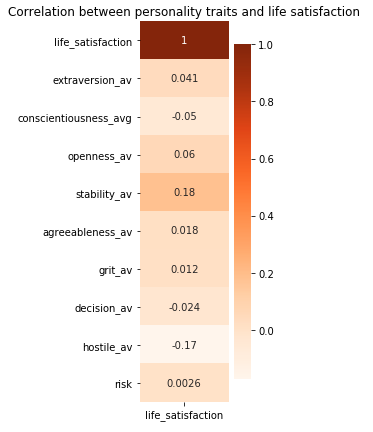 Correlation between personality traits and life satisfaction
life_satisfaction 1
extraversion_av 0.041
conscientiousness_avg -0.05
openness_av 0.06
stability_av 0.18
agreeableness_av 0.018
grit_av 0.012
decision_av -0.024
hostile_av -0.17
risk 0.0026
life_satisfaction
1.0
0.8
0.6
0.4
0.2
0.0